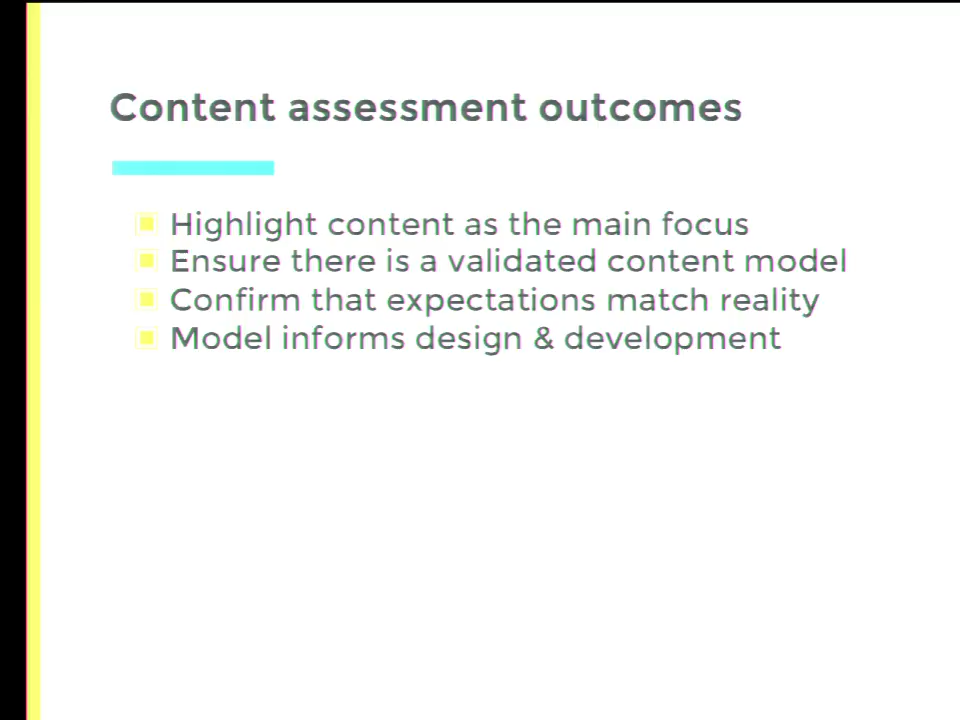 Content assessment outcomes
Highlight content as the main focus
Ensure there is a validated content model
Confirm that expectations match reality
Model informs design & development